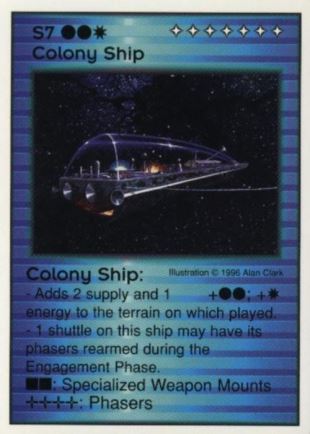 S7 ●●✷ ✧✧✧✧✧✧✧
Colony Ship
Colony Ship:
Illustration © 1996 Alan Clark
- Adds 2 supply and 1 +●●; +✷
energy to the terrain on which played.
- 1 shuttle on this ship may have its
phasers rearmed during the
Engagement Phase.
■■: Specialized Weapon Mounts
✢✢✢✢: Phasers